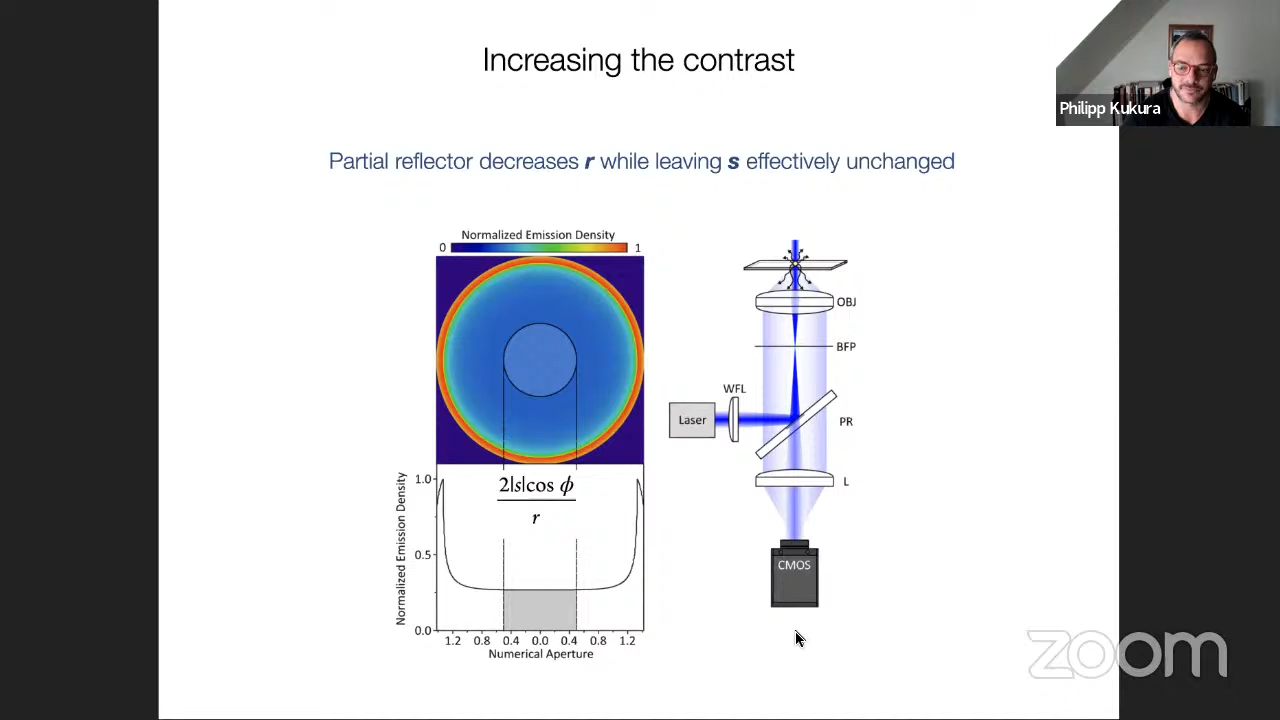 Increasing the contrast
Philipp Kukura
Partial reflector decreases r while leaving s effectively unchanged
Normalized Emission Density
0 1
OBJ
BFP
WFL
Laser
PR
L
CMOS
2|s|cos ϕ
r
Normalized Emission Density
1.0
0.5
0.0
1.2 0.8 0.4 0.0 0.4 0.8 1.2
Numerical Aperture
zoom